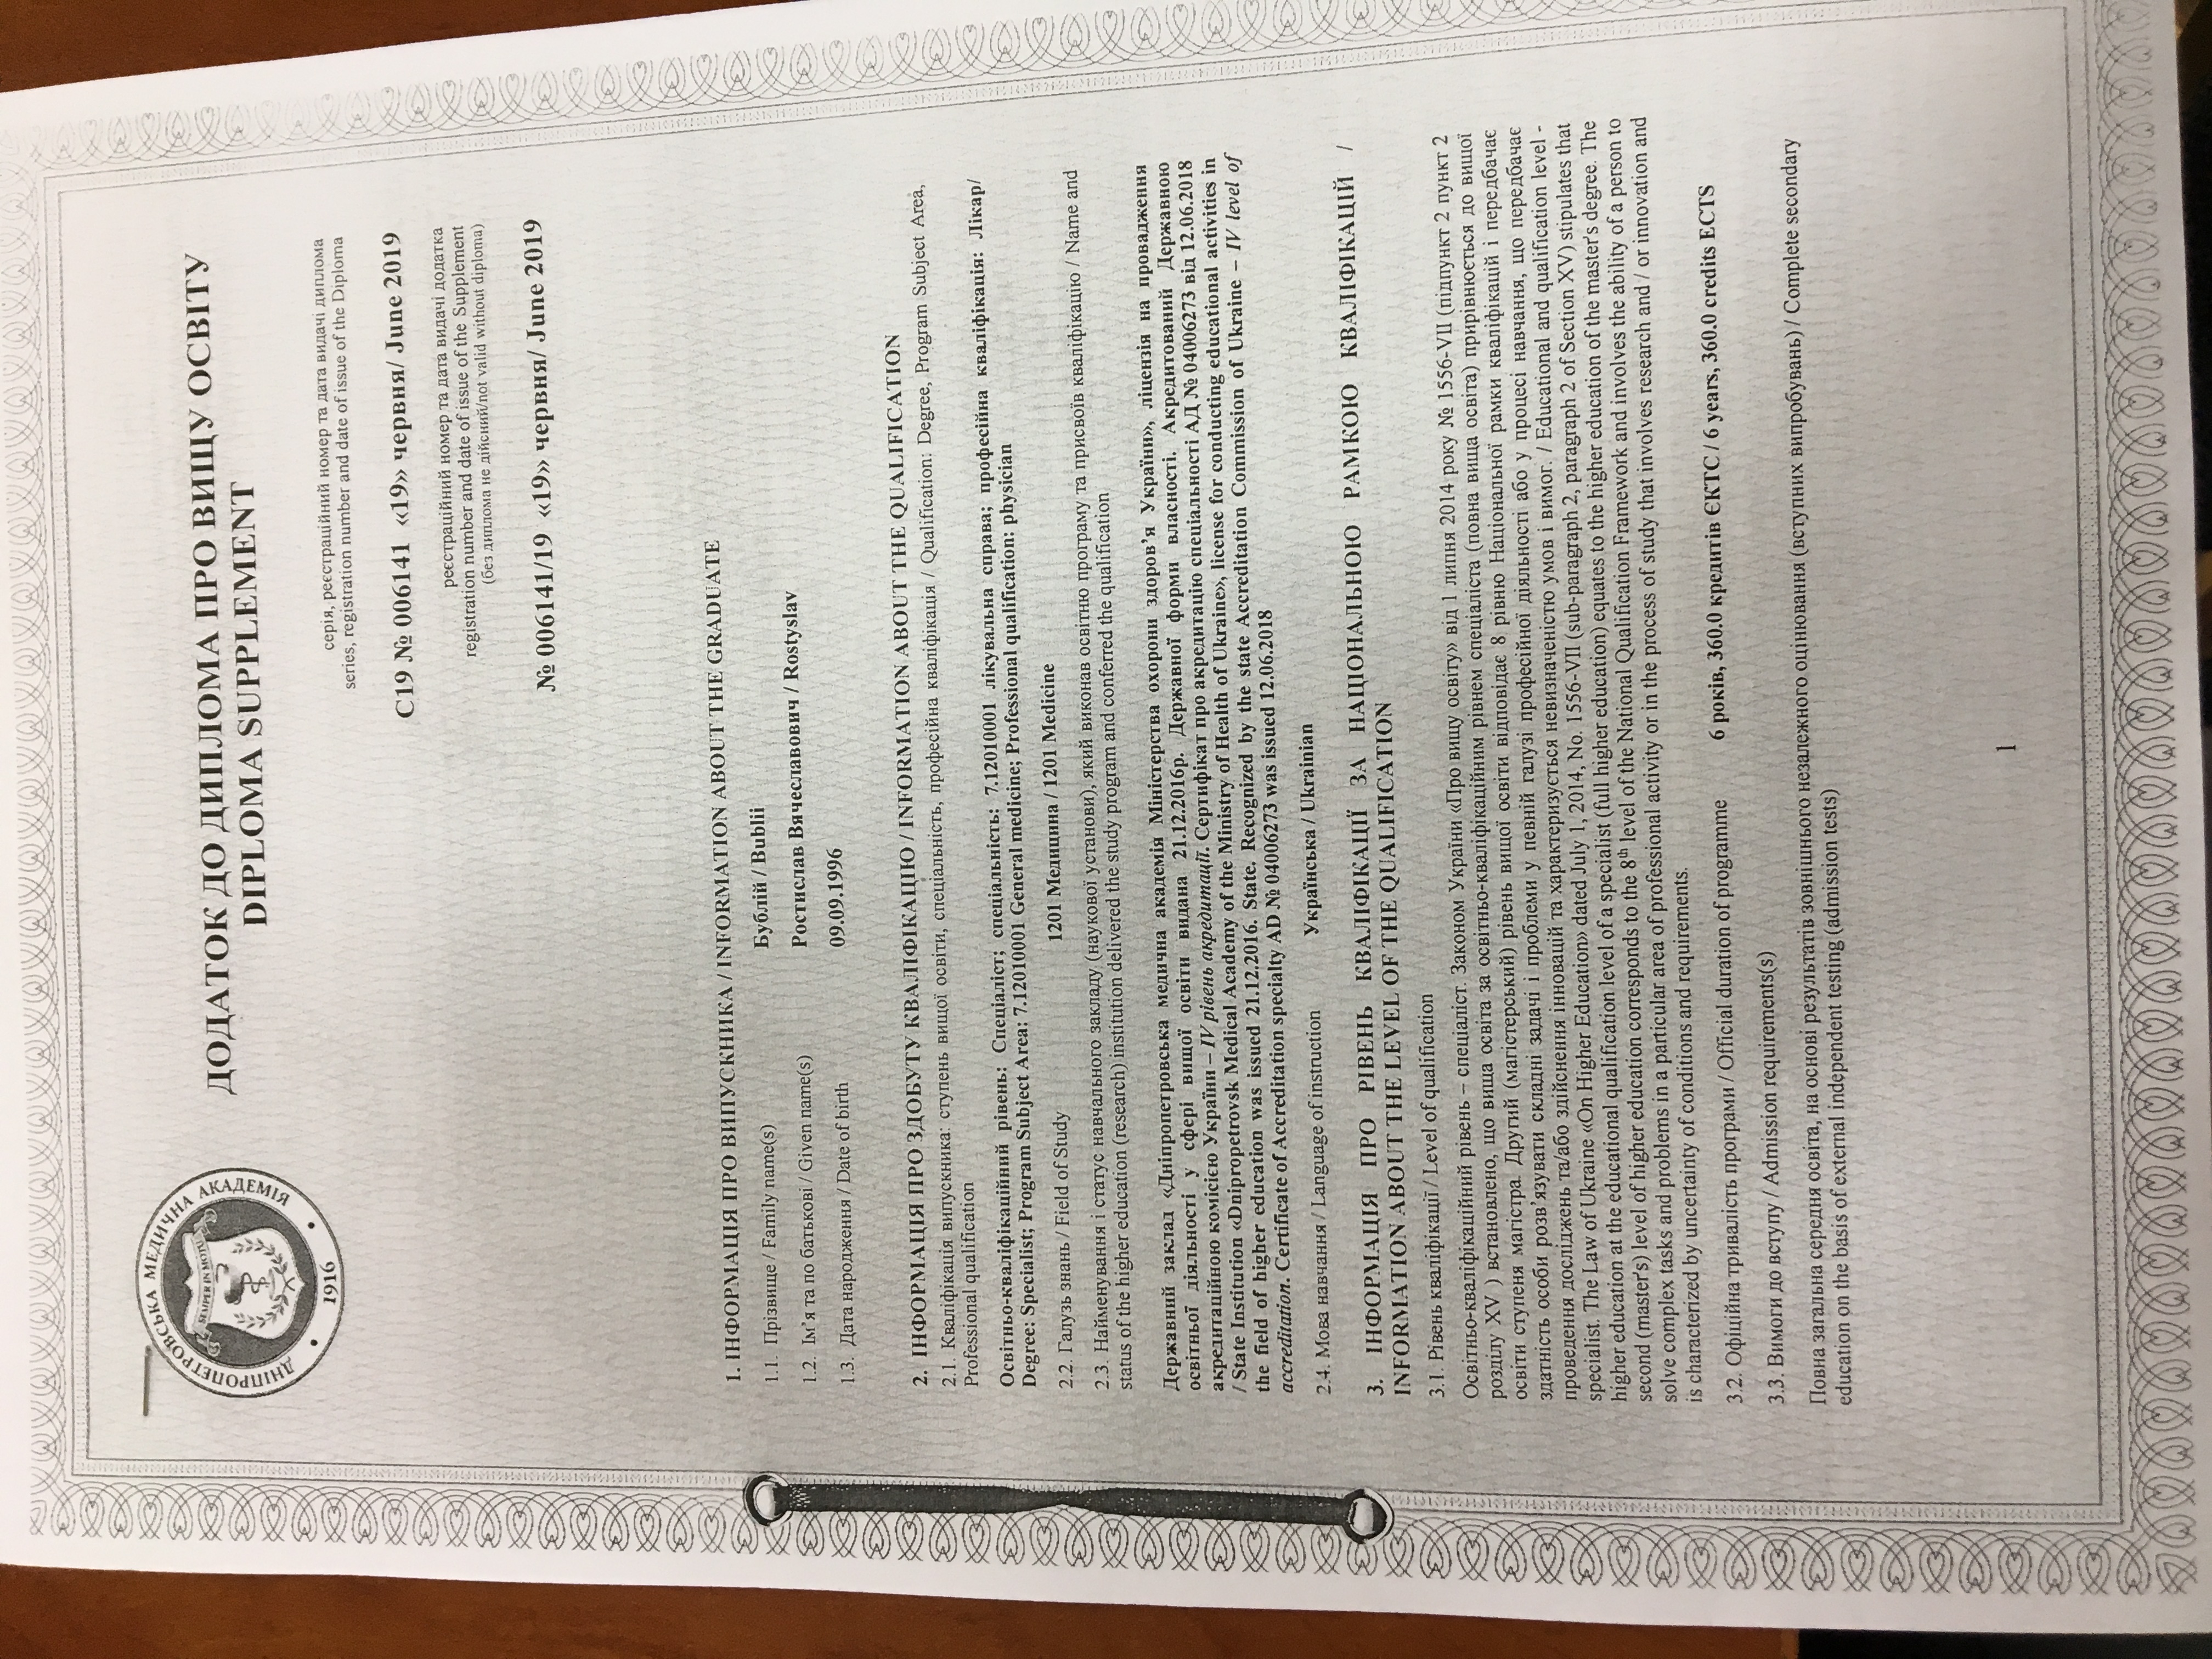 ДНІПРОПЕТРОВСЬКА МЕДИЧНА АКАДЕМІЯ
SEMPER IN MOTU
1916
ДОДАТОК ДО ДИПЛОМА ПРО ВИЩУ ОСВІТУ
DIPLOMA SUPPLEMENT
серія, реєстраційний номер та дата видачі диплома
series, registration number and date of issue of the Diploma
С19 № 006141 «19» червня/ June 2019
реєстраційний номер та дата видачі додатка
registration number and date of issue of the Supplement
(без диплома не дійсний/not valid without diploma)
№ 006141/19 «19» червня/ June 2019
1. ІНФОРМАЦІЯ ПРО ВИПУСКНИКА / INFORMATION ABOUT THE GRADUATE
1.1. Прізвище / Family name(s) Бублій / Bublii
1.2. Ім’я та по батькові / Given name(s) Ростислав Вячеславович / Rostyslav
1.3. Дата народження / Date of birth 09.09.1996
2. ІНФОРМАЦІЯ ПРО ЗДОБУТУ КВАЛІФІКАЦІЮ / INFORMATION ABOUT THE QUALIFICATION
2.1. Кваліфікація випускника: ступень вищої освіти, спеціальність, професійна кваліфікація / Qualification: Degree, Program Subject Area,
Professional qualification
Освітньо-кваліфікаційний рівень: Спеціаліст; спеціальність: 7.12010001 лікувальна справа; професійна кваліфікація: Лікар/
Degree: Specialist; Program Subject Area: 7.12010001 General medicine; Professional qualification: physician
2.2. Галузь знань / Field of Study 1201 Медицина / 1201 Medicine
2.3. Найменування і статус навчального закладу (наукової установи), який виконав освітню програму та присвоїв кваліфікацію / Name and
status of the higher education (research) institution delivered the study program and conferred the qualification
Державний заклад «Дніпропетровська медична академія Міністерства охорони здоров’я України», ліцензія на провадження
освітньої діяльності у сфері вищої освіти видана 21.12.2016р. Державної форми власності. Акредитований Державною
акредитаційною комісією України – IV рівень акредитації. Сертифікат про акредитацію спеціальності АД № 04006273 від 12.06.2018
/ State Institution «Dnipropetrovsk Medical Academy of the Ministry of Health of Ukraine», license for conducting educational activities in
the field of higher education was issued 21.12.2016. State. Recognized by the state Accreditation Commission of Ukraine – IV level of
accreditation. Certificate of Accreditation specialty AD № 04006273 was issued 12.06.2018
2.4. Мова навчання / Language of instruction Українська / Ukrainian
3. ІНФОРМАЦІЯ ПРО РІВЕНЬ КВАЛІФІКАЦІЇ ЗА НАЦІОНАЛЬНОЮ РАМКОЮ КВАЛІФІКАЦІЙ /
INFORMATION ABOUT THE LEVEL OF THE QUALIFICATION
3.1. Рівень кваліфікації / Level of qualification
Освітньо-кваліфікаційний рівень – спеціаліст. Законом України «Про вищу освіту» від 1 липня 2014 року № 1556-VII (підпункт 2 пункт 2
розділу XV ) встановлено, що вища освіта за освітньо-кваліфікаційним рівнем спеціаліста (повна вища освіта) прирівнюється до вищої
освіти ступеня магістра. Другий (магістерський) рівень вищої освіти відповідає 8 рівню Національної рамки кваліфікацій і передбачає
здатність особи розв’язувати складні задачі і проблеми у певній галузі професійної діяльності або у процесі навчання, що передбачає
проведення досліджень та/або здійснення інновацій та характеризується невизначеністю умов і вимог. / Educational and qualification level -
specialist. The Law of Ukraine «On Higher Education» dated July 1, 2014, No. 1556-VII (sub-paragraph 2, paragraph 2 of Section XV) stipulates that
higher education at the educational qualification level of a specialist (full higher education) equates to the higher education of the master's degree. The
second (master's) level of higher education corresponds to the 8th level of the National Qualification Framework and involves the ability of a person to
solve complex tasks and problems in a particular area of professional activity or in the process of study that involves research and / or innovation and
is characterized by uncertainty of conditions and requirements.
3.2. Офіційна тривалість програми / Official duration of programme 6 років, 360.0 кредитів ЄКТС / 6 years, 360.0 credits ECTS
3.3. Вимоги до вступу / Admission requirements(s)
Повна загальна середня освіта, на основі результатів зовнішнього незалежного оцінювання (вступних випробувань) / Complete secondary
education on the basis of external independent testing (admission tests)
1